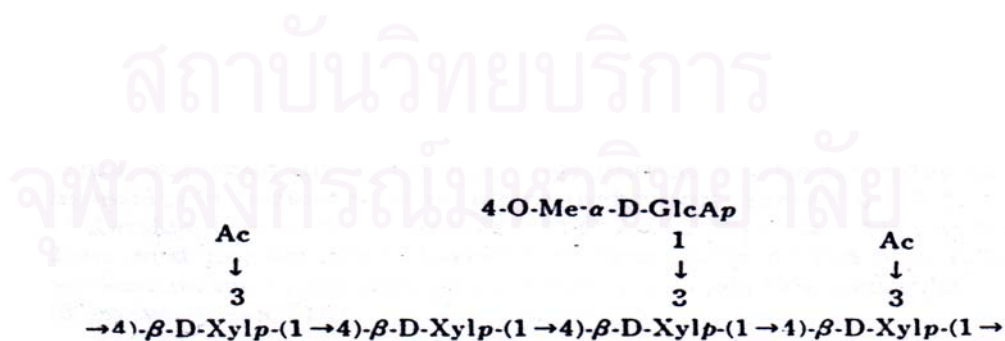 สถาบันวิทยบริการ
จุฬาลงกรณ์มหาวิทยาลัย
4-O-Me-α-D-GlcAp
Ac 1 Ac
↓ ↓ ↓
3 2 3
→4)-β-D-Xylp-(1→4)-β-D-Xylp-(1→4)-β-D-Xylp-(1→4)-β-D-Xylp-(1→